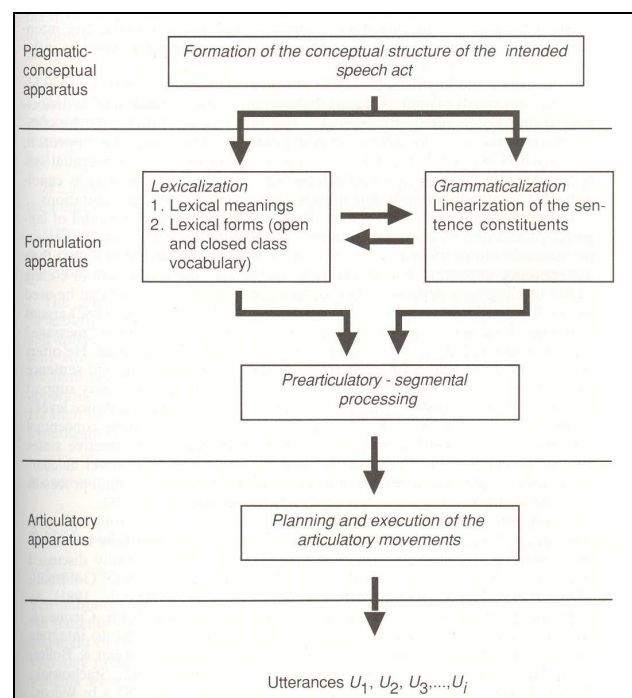 Pragmatic-
conceptual
apparatus
Formation of the conceptual structure of the intended
speech act
Formulation
apparatus
Lexicalization
1. Lexical meanings
2. Lexical forms (open
and closed class
vocabulary)
Grammaticalization
Linearization of the sen-
tence constituents
Prearticulatory - segmental
processing
Articulatory
apparatus
Planning and execution of the
articulatory movements
Utterances U1, U2, U3,...,Ui